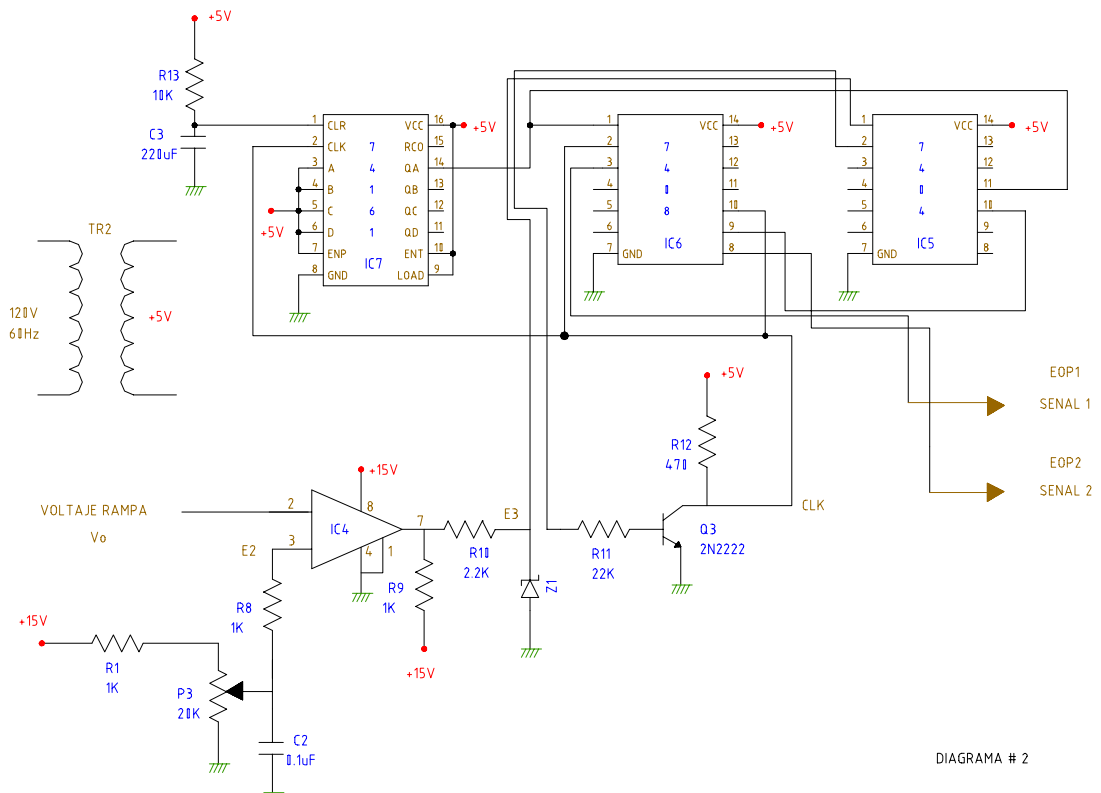 +5V
R13
10K
C3
220uF
1 CLR
2 CLK
3 A
4 B
5 C
6 D
7 ENP
8 GND
VCC 16
RCO 15
QA 14
QB 13
QC 12
QD 11
ENT 10
LOAD 9
7
4
1
6
1
IC7
+5V
+5V
1
2
3
4
5
6
7 GND
VCC 14
13
12
11
10
9
8
7
4
0
8
IC6
+5V
1
2
3
4
5
6
7 GND
VCC 14
13
12
11
10
9
8
7
4
0
4
IC5
+5V
TR2
120V
60Hz
+5V
EOP1
SENAL 1
EOP2
SENAL 2
+5V
R12
470
CLK
Q3
2N2222
R11
22K
+15V
VOLTAJE RAMPA
Vo
2
8
IC4
7
3
4
1
E2
E3
R10
2.2K
Z1
R9
1K
+15V
R8
1K
+15V
R1
1K
P3
20K
C2
0.1uF
DIAGRAMA # 2